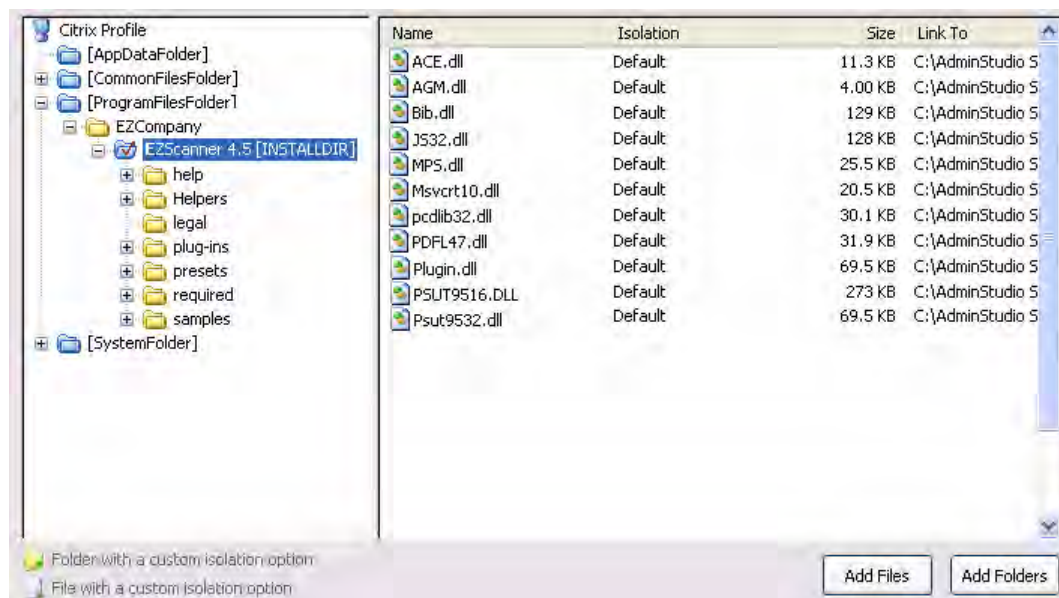 Citrix Profile
[AppDataFolder]
[CommonFilesFolder]
[ProgramFilesFolder]
EZCompany
EZScanner 4.5 [INSTALLDIR]
help
Helpers
legal
plug-ins
presets
required
samples
[SystemFolder]
Name Isolation Size Link To
ACE.dll Default 11.3 KB C:\AdminStudio S
AGM.dll Default 4.00 KB C:\AdminStudio S
Bib.dll Default 129 KB C:\AdminStudio S
JS32.dll Default 128 KB C:\AdminStudio S
MPS.dll Default 25.5 KB C:\AdminStudio S
Msvcrt10.dll Default 20.5 KB C:\AdminStudio S
pcdlib32.dll Default 30.1 KB C:\AdminStudio S
PDFL47.dll Default 31.9 KB C:\AdminStudio S
Plugin.dll Default 69.5 KB C:\AdminStudio S
PSUT9516.DLL Default 273 KB C:\AdminStudio S
Psut9532.dll Default 69.5 KB C:\AdminStudio S
Folder with a custom isolation option
File with a custom isolation option
Add Files
Add Folders